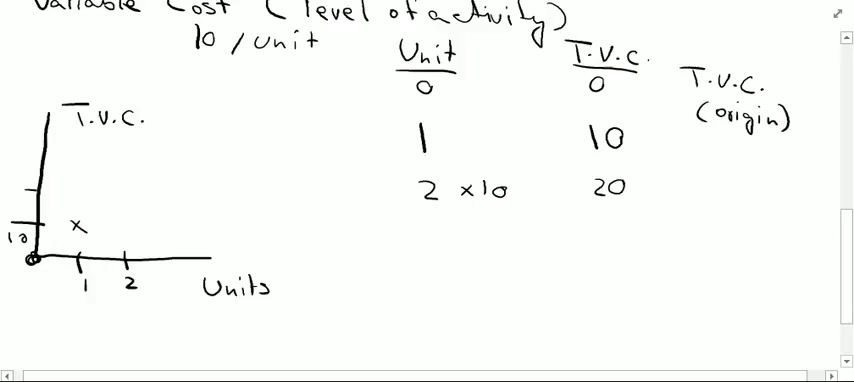 Variable Cost (level of activity)
10 / unit
Unit T.V.C.
0 0
T.V.C.
(origin)
1 10
2 x10 20
T.V.C.
x
10
1 2
Units